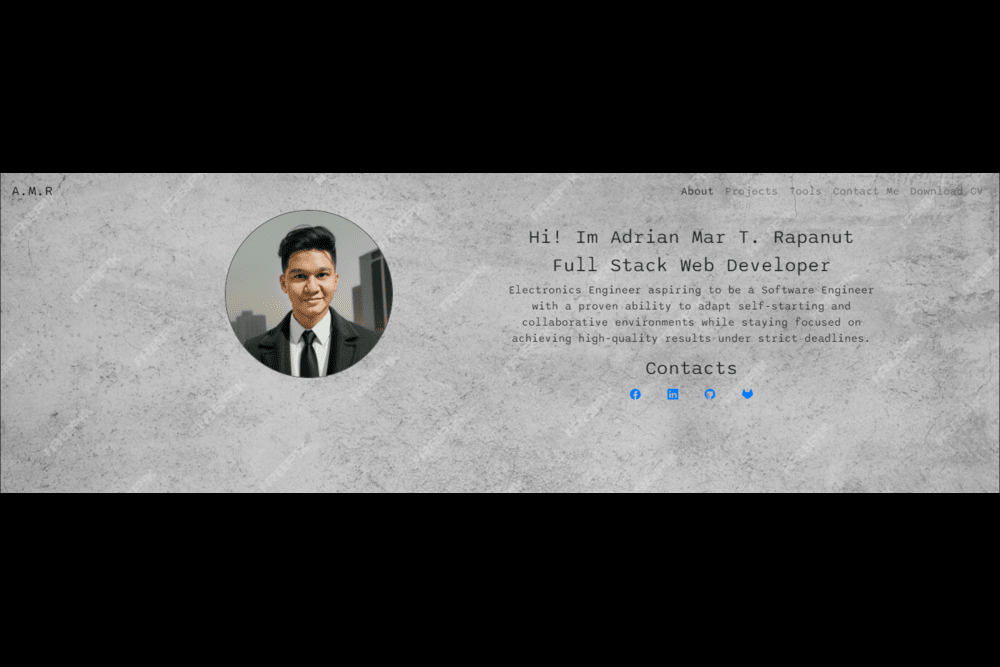 A.M.R
About Projects Tools Contact Me Download CV
Hi! Im Adrian Mar T. Rapanut
Full Stack Web Developer
Electronics Engineer aspiring to be a Software Engineer
with a proven ability to adapt self-starting and
collaborative environments while staying focused on
achieving high-quality results under strict deadlines.
Contacts